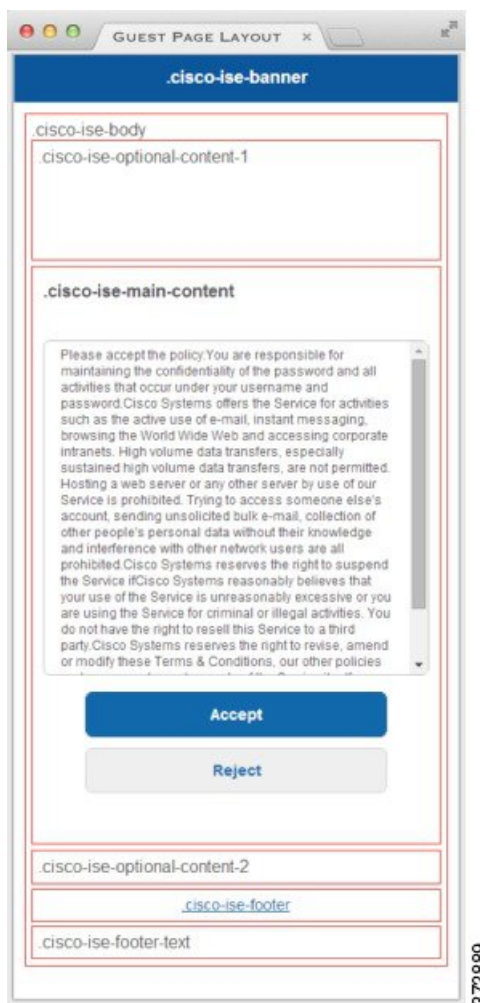 GUEST PAGE LAYOUT
.cisco-ise-banner
.cisco-ise-body
.cisco-ise-optional-content-1
.cisco-ise-main-content
Please accept the policy:You are responsible for
maintaining the confidentiality of the password and all
activities that occur under your username and
password.Cisco Systems offers the Service for activities
such as the active use of e-mail, instant messaging,
browsing the World Wide Web and accessing corporate
intranets. High volume data transfers, especially
sustained high volume data transfers, are not permitted.
Hosting a web server or any other server by use of our
Service is prohibited. Trying to access someone else's
account, sending unsolicited bulk e-mail, collection of
other people's personal data without their knowledge
and interference with other network users are all
prohibited.Cisco Systems reserves the right to suspend
the Service ifCisco Systems reasonably believes that
your use of the Service is unreasonably excessive or you
are using the Service for criminal or illegal activities. You
do not have the right to resell this Service to a third
party.Cisco Systems reserves the right to revise, amend
or modify these Terms & Conditions, our other policies
Accept
Reject
.cisco-ise-optional-content-2
.cisco-ise-footer
.cisco-ise-footer-text
372889